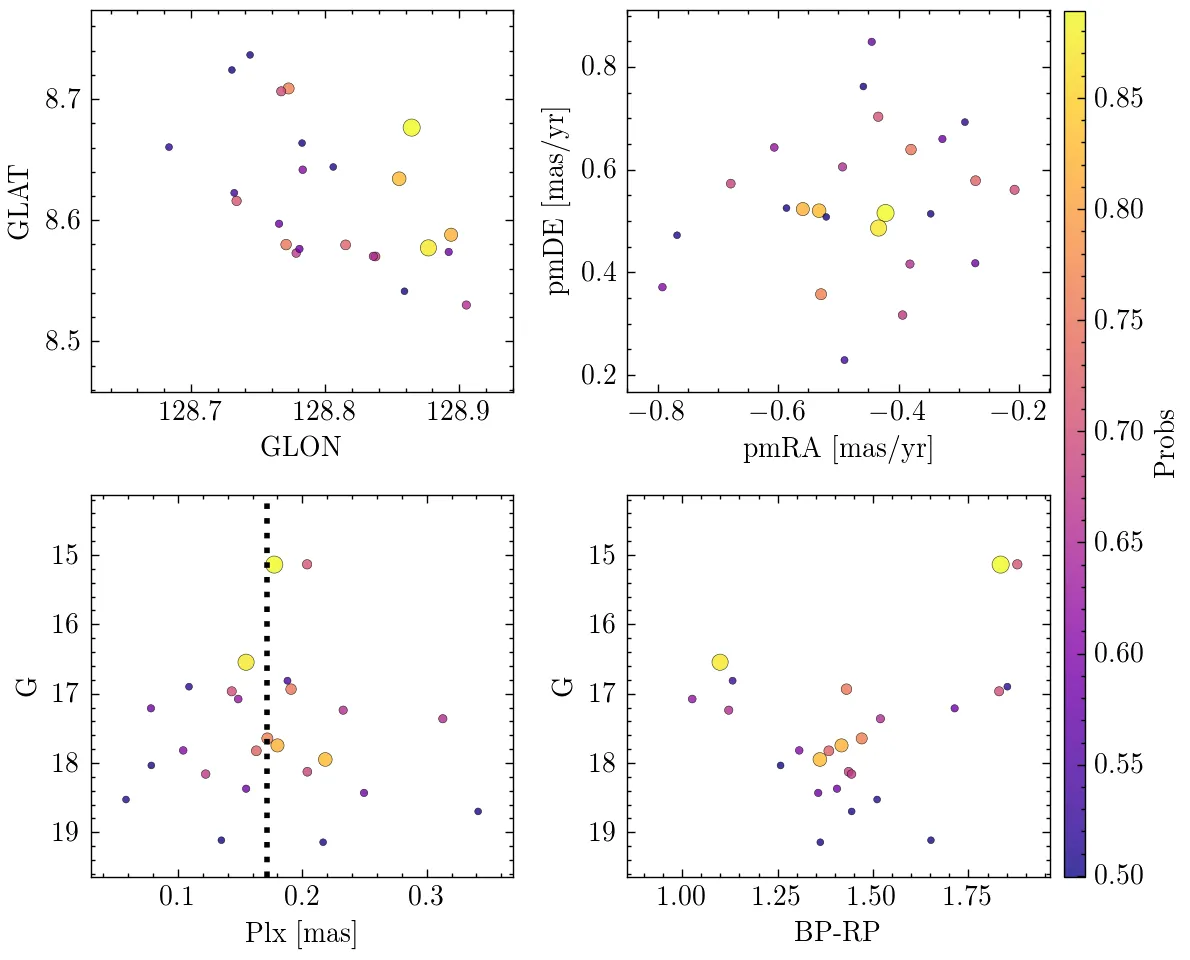 8.7
8.6
8.5
GLAT
128.7 128.8 128.9
GLON
0.8
0.6
0.4
0.2
pmDE [mas/yr]
−0.8 −0.6 −0.4 −0.2
pmRA [mas/yr]
0.85
0.80
0.75
0.70
0.65
0.60
0.55
0.50
Probs
15
16
17
18
19
G
0.1 0.2 0.3
Plx [mas]
15
16
17
18
19
G
1.00 1.25 1.50 1.75
BP-RP